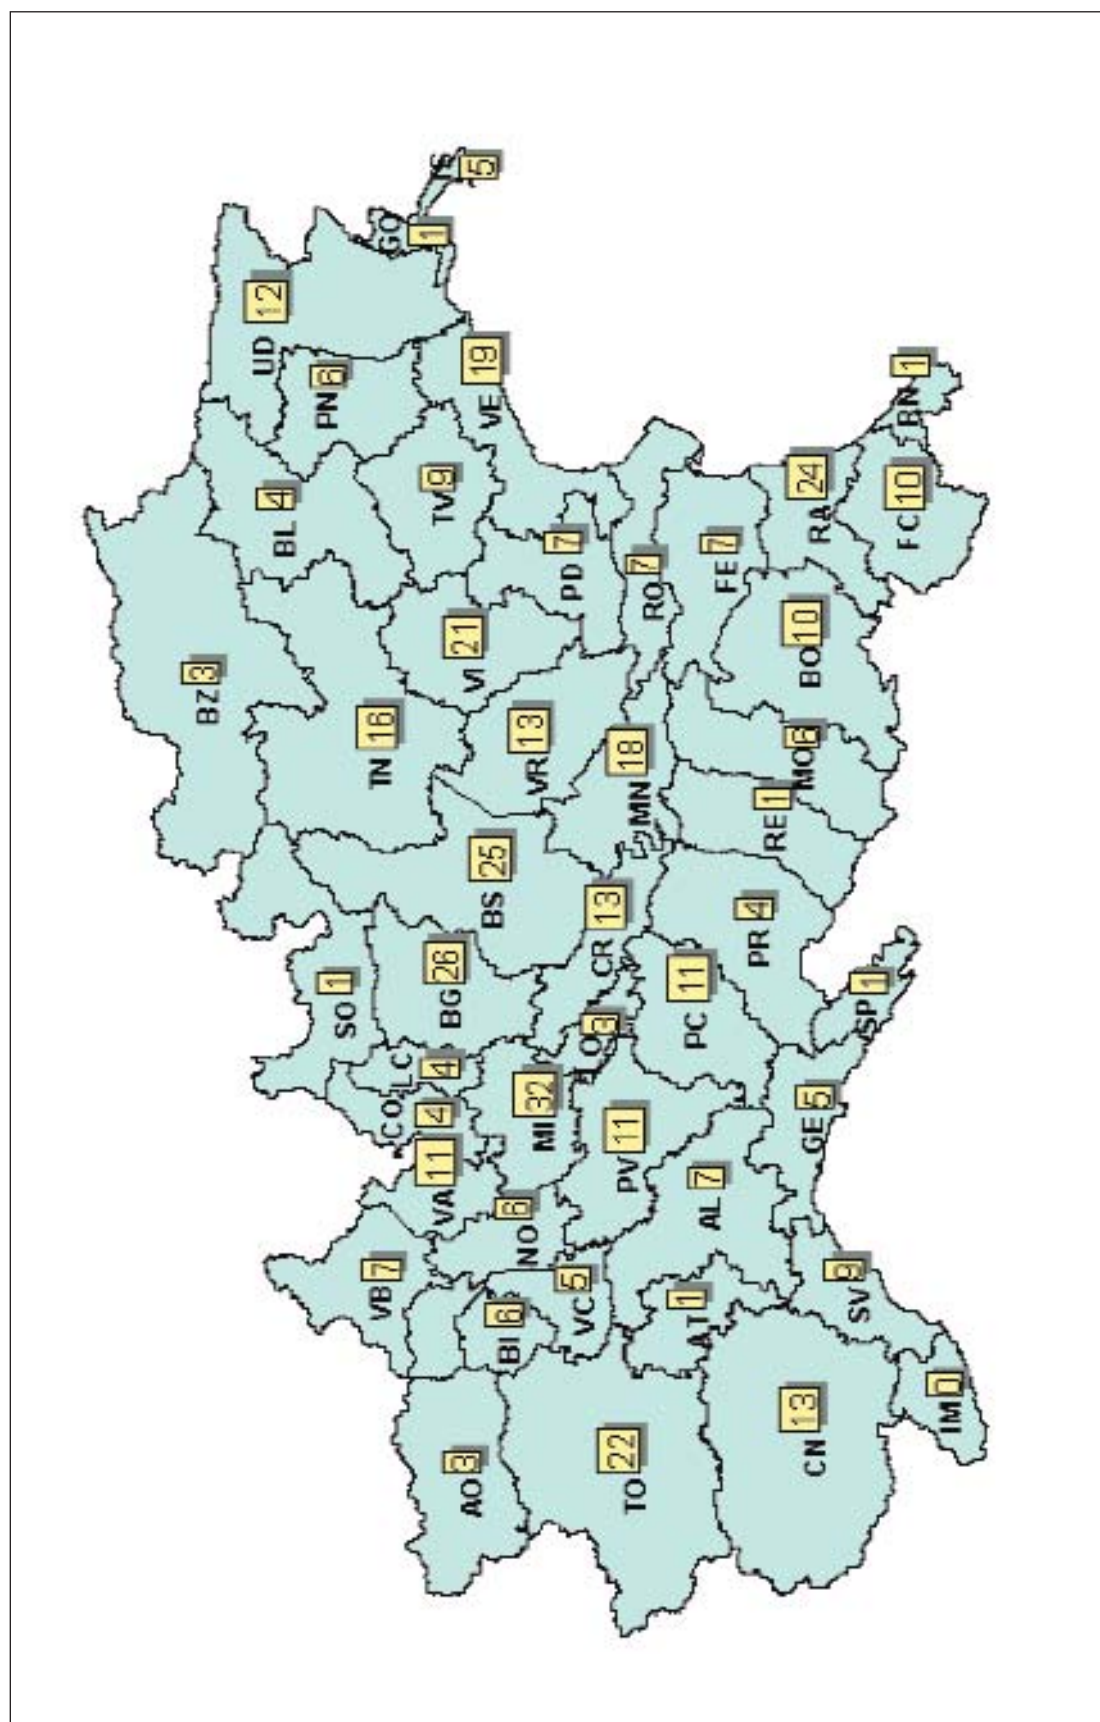 BZ 3
UD 12
BL 4
PN 6
SO 1
TN 16
VB 7
CO 4
LC 4
GO 1
TS 5
VA 11
BG 26
TV 9
AO 3
BS 25
VI 21
VE 19
BI 6
NO 6
MI 32
VR 13
PD 7
VC 5
LO 3
CR 13
TO 22
PV 11
MN 18
RO 7
AT 1
AL 7
PC 11
FE 7
PR 4
RE 1
MO 6
BO 10
RA 24
CN 13
GE 5
SV 9
SP 1
FC 10
RN 1
IM 0